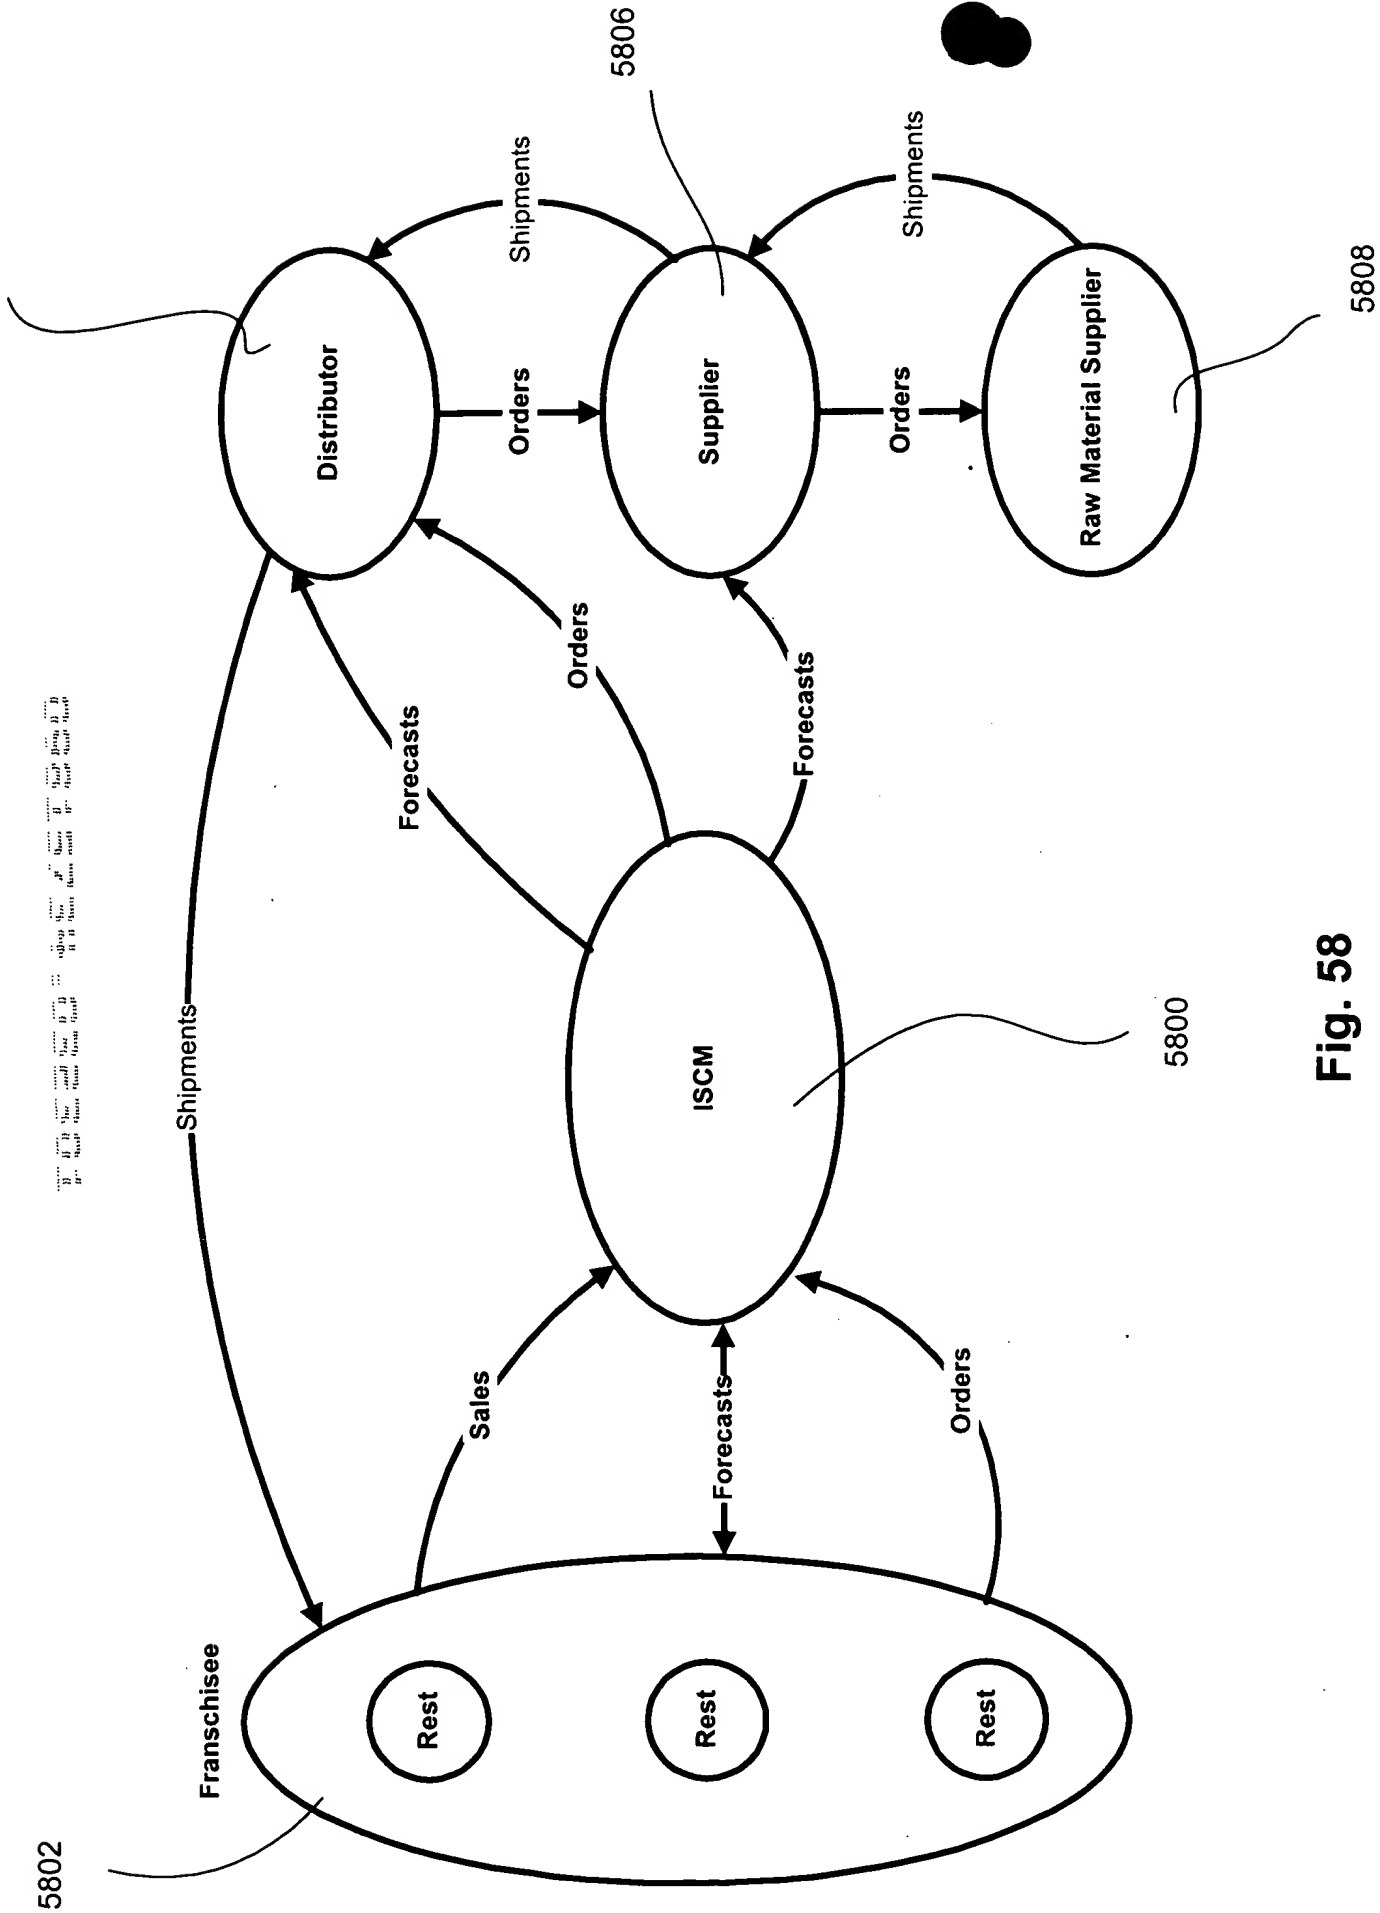 5802
Shipments
Franschisee
Distributor
Forecasts
Rest
Sales
Orders
Shipments
Orders
5806
Rest
Forecasts
ISCM
Supplier
Forecasts
Orders
Shipments
Rest
Orders
Raw Material Supplier
5800
Fig. 58
5808